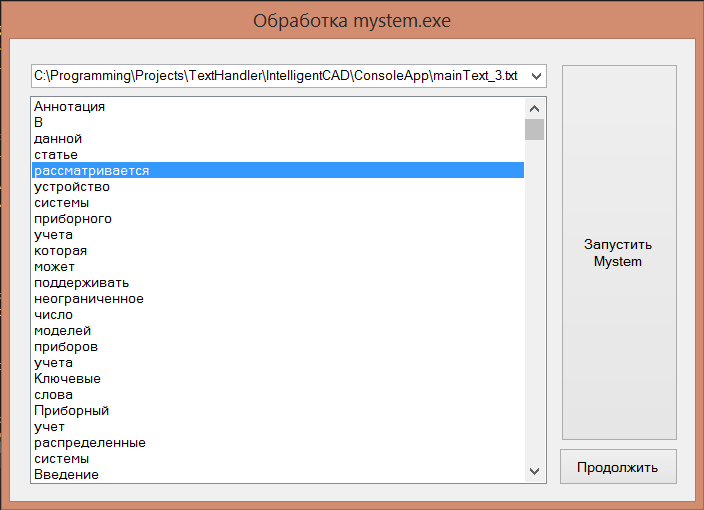 Обработка mystem.exe
C:\Programming\Projects\TextHandler\IntelligentCAD\ConsoleApp\mainText_3.txt
Аннотация
В
данной
статье
рассматривается
устройство
системы
приборного
учета
которая
может
поддерживать
неограниченное
число
моделей
приборов
учета
Ключевые
слова
Приборный
учет
распределенные
системы
Введение
Запустить
Mystem
Продолжить